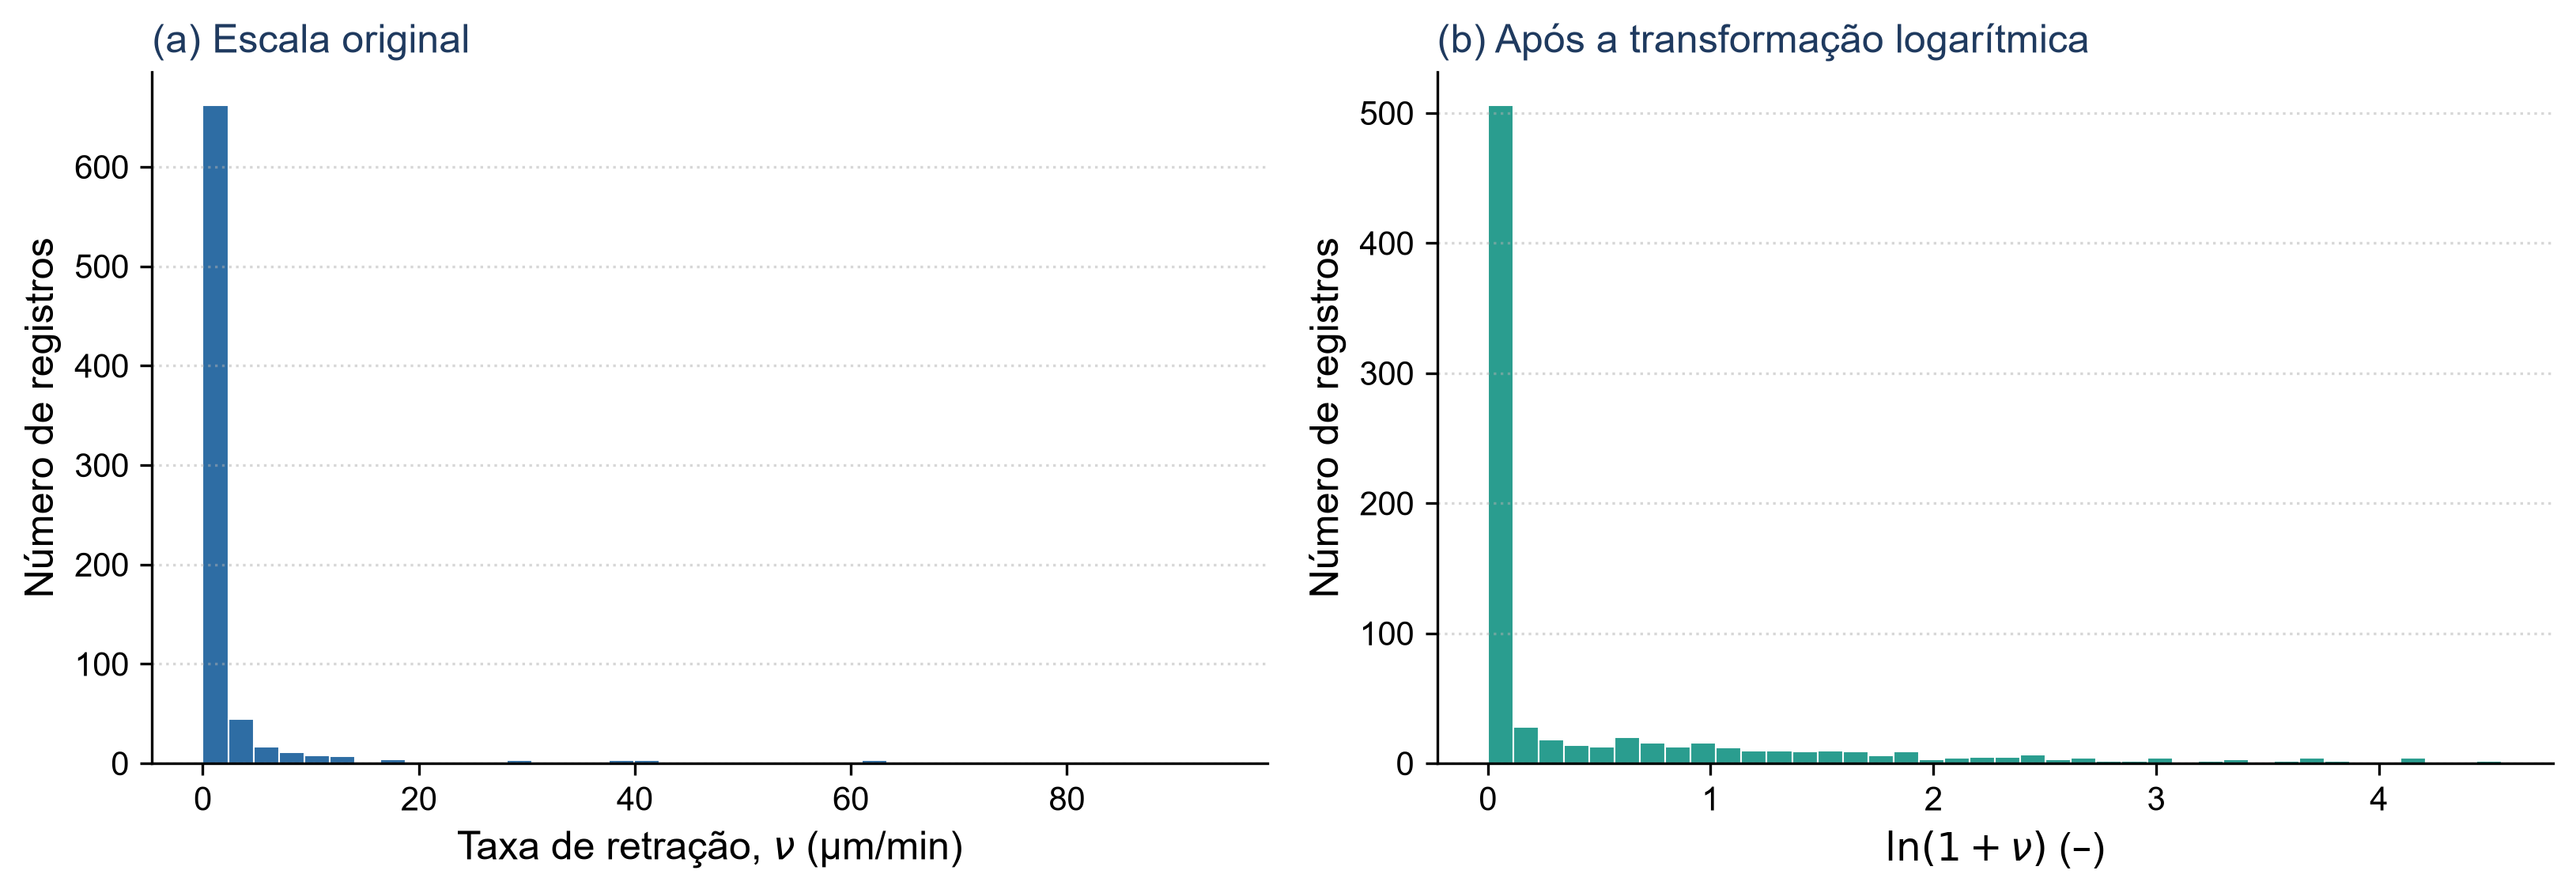 (a) Escala original
Número de registros
600
500
400
300
200
100
0
0 20 40 60 80
Taxa de retração, ν (µm/min)
(b) Após a transformação logarítmica
Número de registros
500
400
300
200
100
0
0 1 2 3 4
ln(1 + ν) (–)